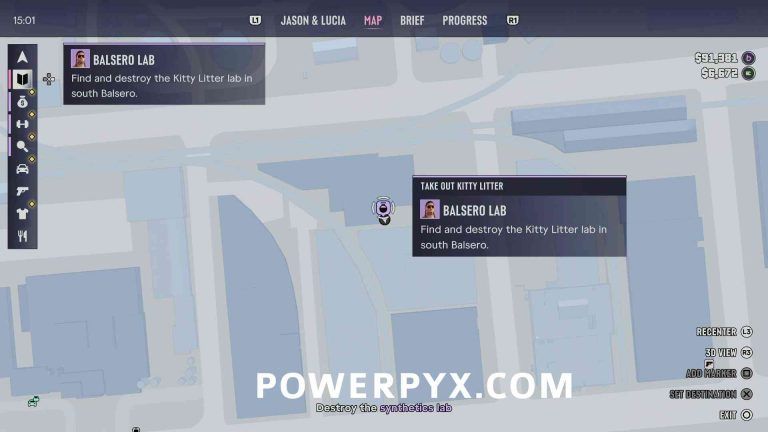 15:01
L1 JASON & LUCIA MAP BRIEF PROGRESS R1
BALSERO LAB
Find and destroy the Kitty Litter lab in
south Balsero.
$91,381
$6,672
TAKE OUT KITTY LITTER
BALSERO LAB
Find and destroy the Kitty Litter lab in
south Balsero.
RECENTER L3
3D VIEW R3
ADD MARKER
SET DESTINATION
EXIT
POWERPYX.COM
Destroy the synthetics lab